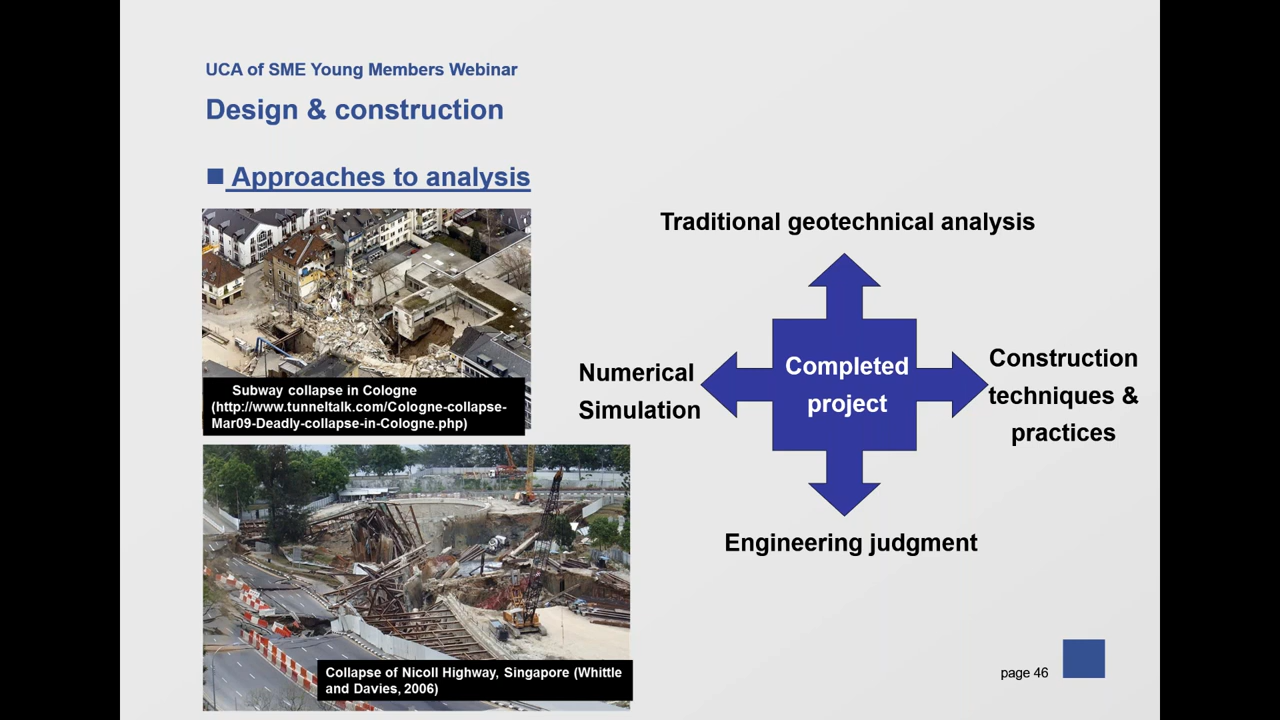 UCA of SME Young Members Webinar
Design & construction
Approaches to analysis
Subway collapse in Cologne
(http://www.tunneltalk.com/Cologne-collapse-
Mar09-Deadly-collapse-in-Cologne.php)
Collapse of Nicoll Highway, Singapore (Whittle
and Davies, 2006)
Traditional geotechnical analysis
Numerical
Simulation
Completed
project
Construction
techniques &
practices
Engineering judgment
page 46